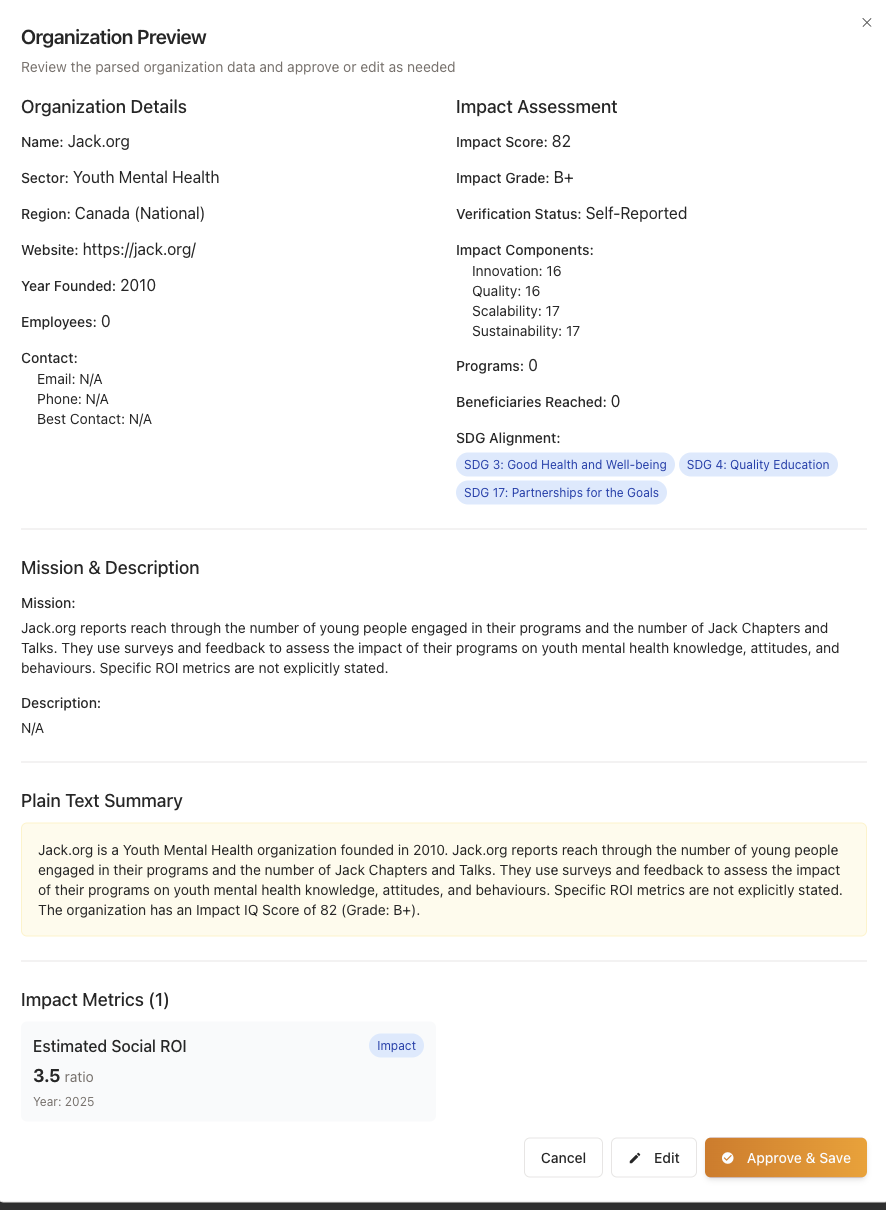 Organization Preview
Review the parsed organization data and approve or edit as needed
Organization Details
Name: Jack.org
Sector: Youth Mental Health
Region: Canada (National)
Website: https://jack.org/
Year Founded: 2010
Employees: 0
Contact:
Email: N/A
Phone: N/A
Best Contact: N/A
Impact Assessment
Impact Score: 82
Impact Grade: B+
Verification Status: Self-Reported
Impact Components:
Innovation: 16
Quality: 16
Scalability: 17
Sustainability: 17
Programs: 0
Beneficiaries Reached: 0
SDG Alignment:
SDG 3: Good Health and Well-being SDG 4: Quality Education
SDG 17: Partnerships for the Goals
Mission & Description
Mission:
Jack.org reports reach through the number of young people engaged in their programs and the number of Jack Chapters and
Talks. They use surveys and feedback to assess the impact of their programs on youth mental health knowledge, attitudes, and
behaviours. Specific ROI metrics are not explicitly stated.
Description:
N/A
Plain Text Summary
Jack.org is a Youth Mental Health organization founded in 2010. Jack.org reports reach through the number of young people
engaged in their programs and the number of Jack Chapters and Talks. They use surveys and feedback to assess the impact
of their programs on youth mental health knowledge, attitudes, and behaviours. Specific ROI metrics are not explicitly stated.
The organization has an Impact IQ Score of 82 (Grade: B+).
Impact Metrics (1)
Estimated Social ROI Impact
3.5 ratio
Year: 2025
Cancel Edit Approve & Save